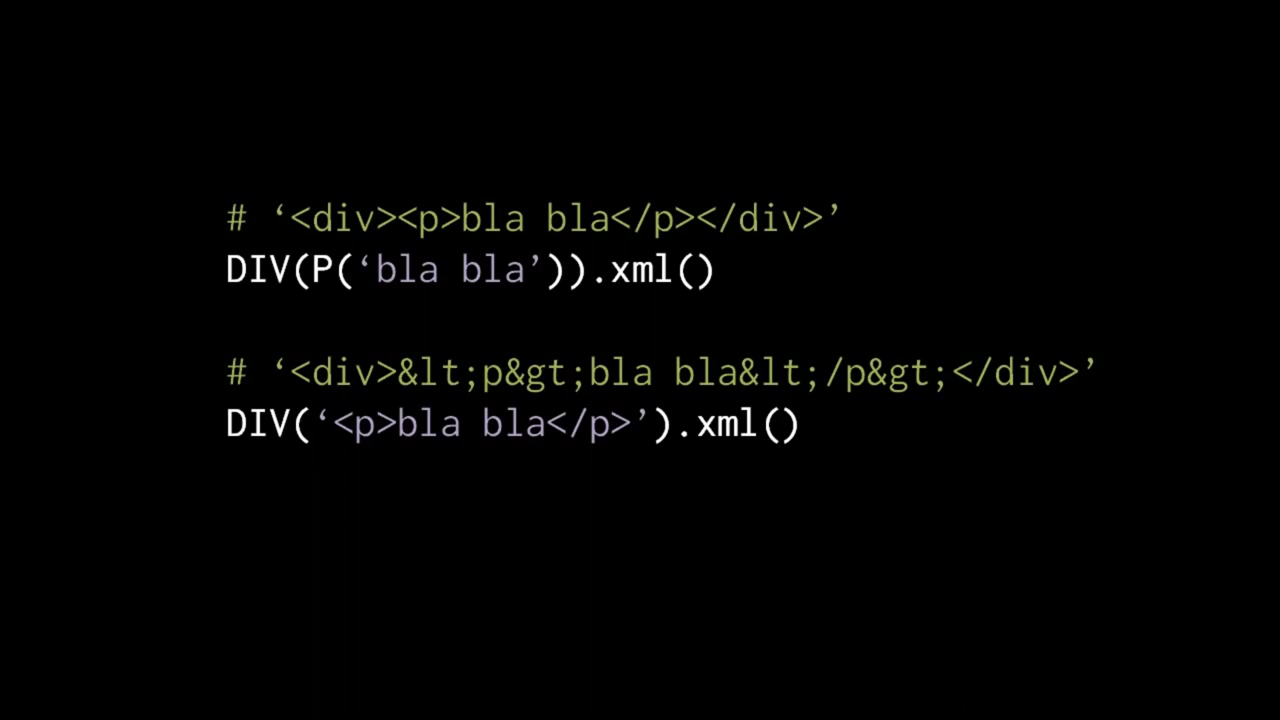 # ‘<div><p>bla bla</p></div>’
DIV(P(‘bla bla’)).xml()
# ‘<div>&lt;p&gt;bla bla&lt;/p&gt;</div>’
DIV(‘<p>bla bla</p>’).xml()